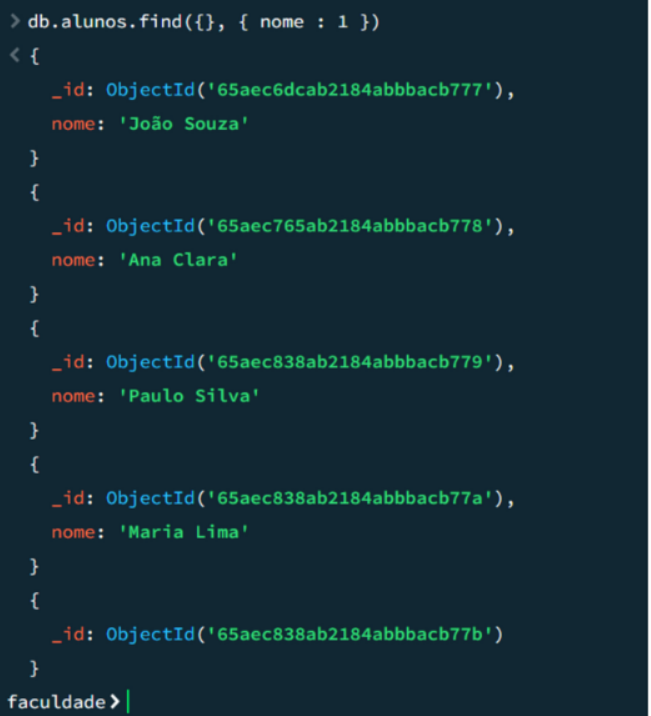 > db.alunos.find({}, { nome : 1 })
< {
_id: ObjectId('65aec6dcab2184abbbacb777'),
nome: 'João Souza'
}
{
_id: ObjectId('65aec765ab2184abbbacb778'),
nome: 'Ana Clara'
}
{
_id: ObjectId('65aec838ab2184abbbacb779'),
nome: 'Paulo Silva'
}
{
_id: ObjectId('65aec838ab2184abbbacb77a'),
nome: 'Maria Lima'
}
{
_id: ObjectId('65aec838ab2184abbbacb77b')
}
faculdade>